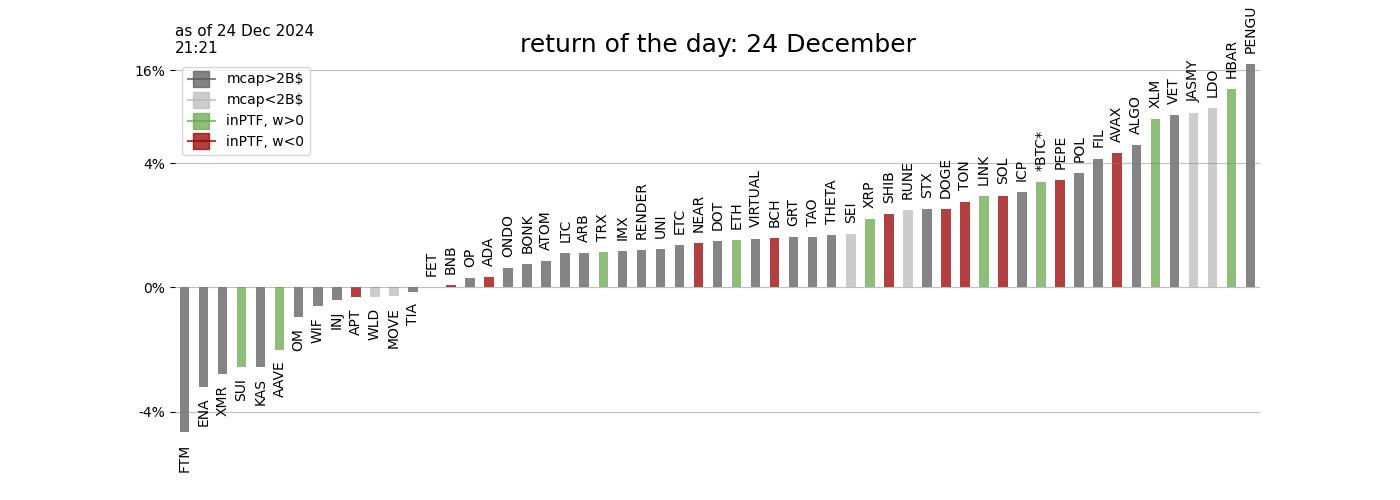 as of 24 Dec 2024
21:21
return of the day: 24 December
16%
4%
0%
-4%
mcap>2B$
mcap<2B$
inPTF, w>0
inPTF, w<0
FTM
ENA
XMR
SUI
KAS
AAVE
OM
WIF
INJ
APT
WLD
MOVE
TIA
FET
BNB
OP
ADA
ONDO
BONK
ATOM
LTC
ARB
TRX
IMX
RENDER
UNI
ETC
NEAR
DOT
ETH
VIRTUAL
BCH
GRT
TAO
THETA
SEI
XRP
SHIB
RUNE
STX
DOGE
TON
LINK
SOL
ICP
*BTC*
PEPE
POL
FIL
AVAX
ALGO
XLM
VET
JASMY
LDO
HBAR
PENGU